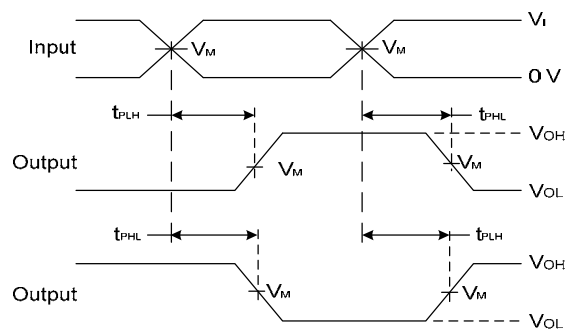 VI
Input VM VM
0 V
tPLH tPHL
VOH
Output VM VM
VOL
tPHL tPLH
VOH
Output VM VM
VOL